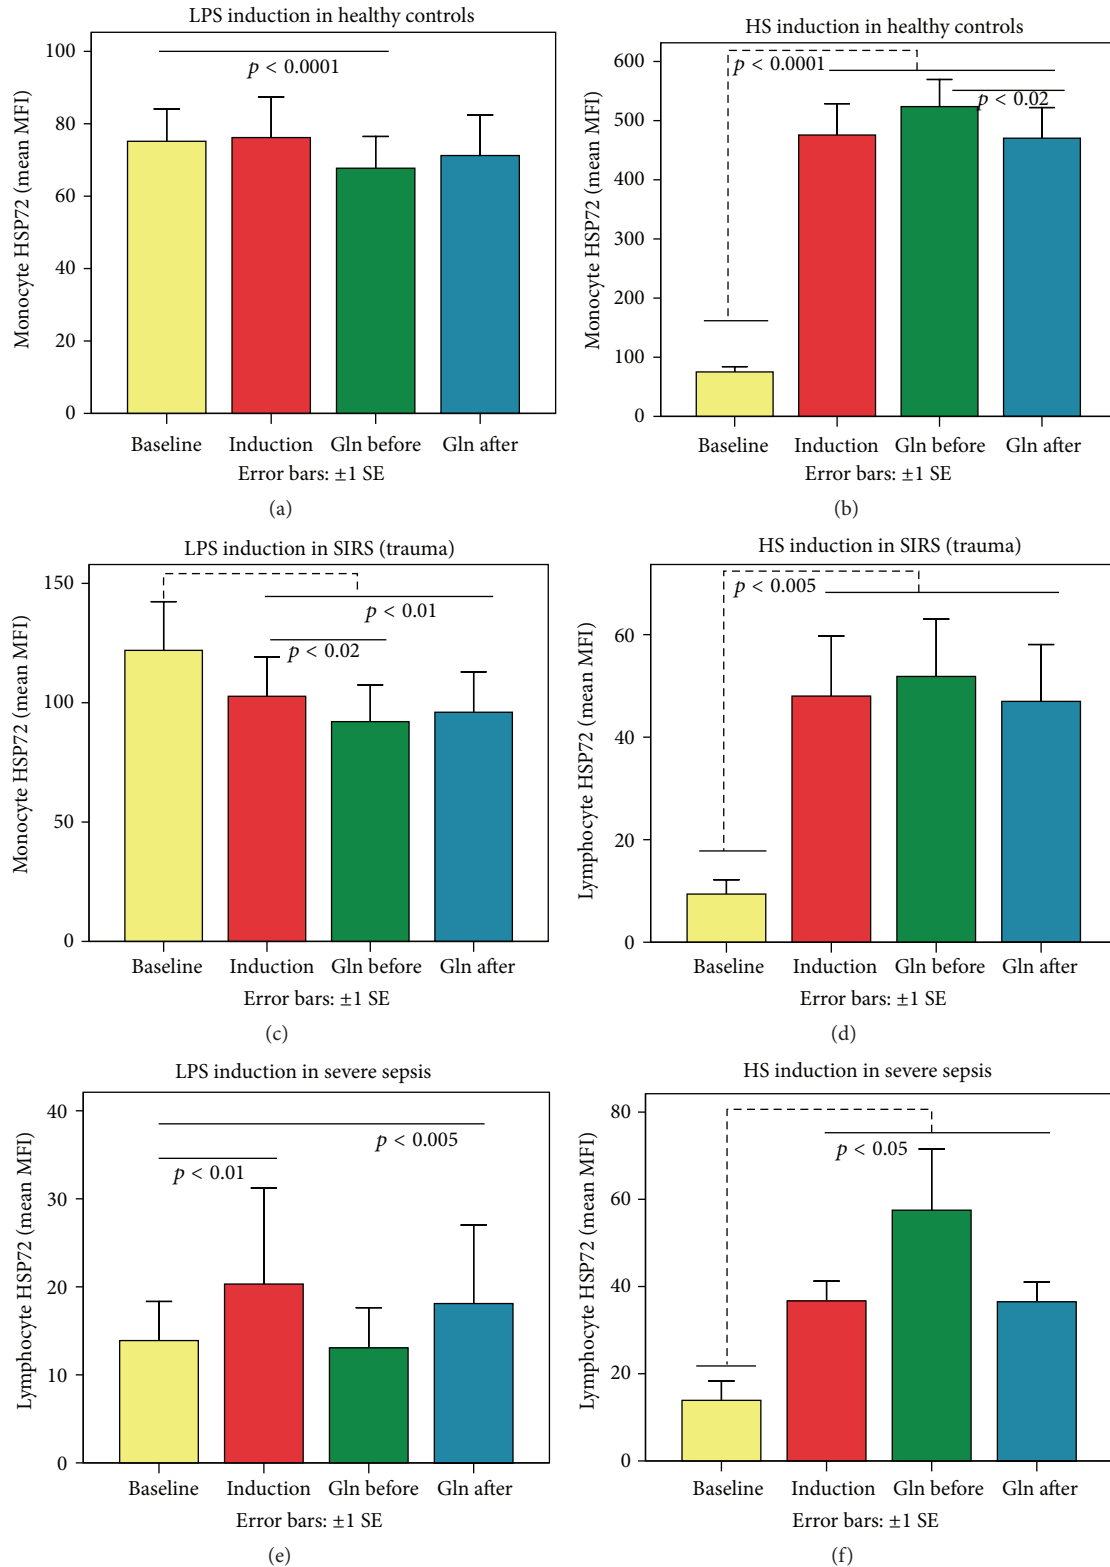 LPS induction in healthy controls
Monocyte HSP72 (mean MFI)
100
80
60
40
20
0
p < 0.0001
Baseline Induction Gln before Gln after
Error bars: ±1 SE
(a)
HS induction in healthy controls
Monocyte HSP72 (mean MFI)
600
500
400
300
200
100
0
p < 0.0001
p < 0.02
Baseline Induction Gln before Gln after
Error bars: ±1 SE
(b)
LPS induction in SIRS (trauma)
Monocyte HSP72 (mean MFI)
150
100
50
0
p < 0.01
p < 0.02
Baseline Induction Gln before Gln after
Error bars: ±1 SE
(c)
HS induction in SIRS (trauma)
Lymphocyte HSP72 (mean MFI)
60
40
20
0
p < 0.005
Baseline Induction Gln before Gln after
Error bars: ±1 SE
(d)
LPS induction in severe sepsis
Lymphocyte HSP72 (mean MFI)
40
30
20
10
0
p < 0.005
p < 0.01
Baseline Induction Gln before Gln after
Error bars: ±1 SE
(e)
HS induction in severe sepsis
Lymphocyte HSP72 (mean MFI)
80
60
40
20
0
p < 0.05
Baseline Induction Gln before Gln after
Error bars: ±1 SE
(f)